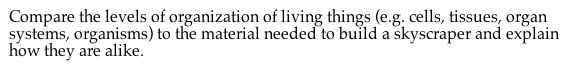 Compare the levels of organization of living things (e.g. cells, tissues, organ
systems, organisms) to the material needed to build a skyscraper and explain
how they are alike.